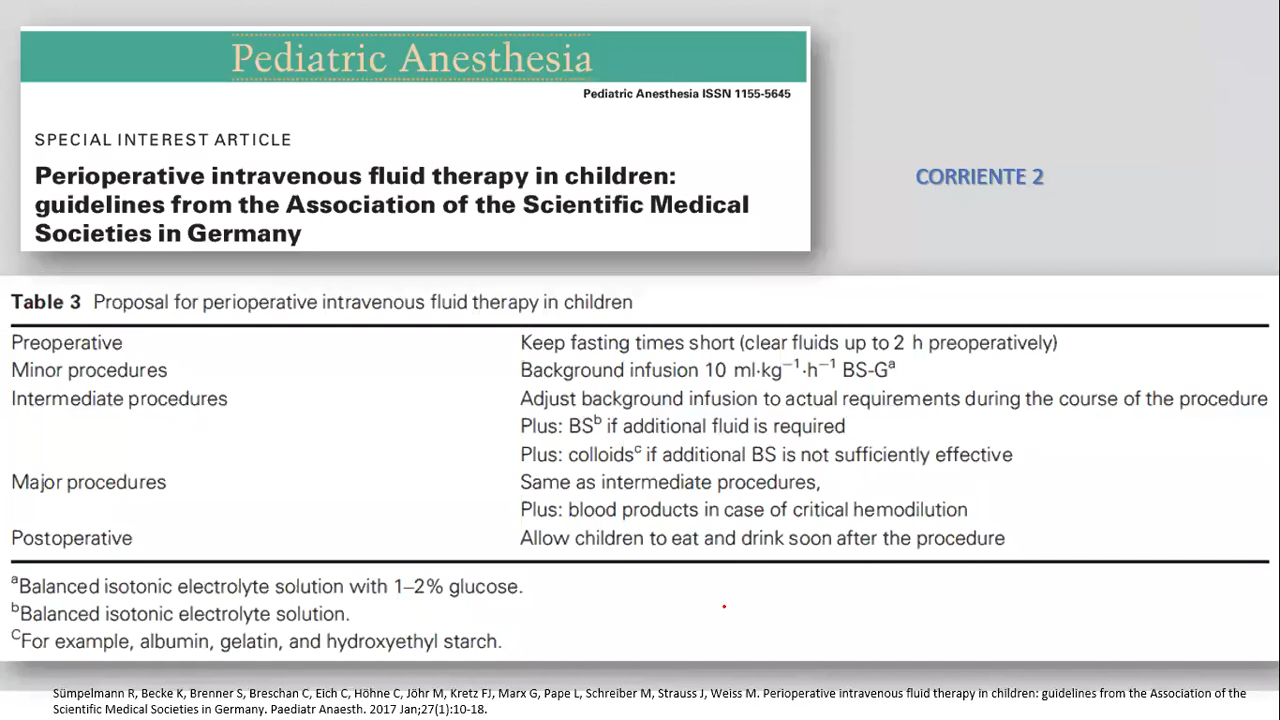 Pediatric Anesthesia
Pediatric Anesthesia ISSN 1155-5645
SPECIAL INTEREST ARTICLE
Perioperative intravenous fluid therapy in children:
guidelines from the Association of the Scientific Medical
Societies in Germany
CORRIENTE 2
Table 3 Proposal for perioperative intravenous fluid therapy in children
Preoperative Keep fasting times short (clear fluids up to 2 h preoperatively)
Minor procedures Background infusion 10 ml·kg⁻¹·h⁻¹ BS-Gᵃ
Intermediate procedures Adjust background infusion to actual requirements during the course of the procedure
Plus: BSᵇ if additional fluid is required
Plus: colloidsᶜ if additional BS is not sufficiently effective
Major procedures Same as intermediate procedures,
Plus: blood products in case of critical hemodilution
Postoperative Allow children to eat and drink soon after the procedure
ᵃBalanced isotonic electrolyte solution with 1–2% glucose.
ᵇBalanced isotonic electrolyte solution.
ᶜFor example, albumin, gelatin, and hydroxyethyl starch.
Sümpelmann R, Becke K, Brenner S, Breschan C, Eich C, Höhne C, Jöhr M, Kretz FJ, Marx G, Pape L, Schreiber M, Strauss J, Weiss M. Perioperative intravenous fluid therapy in children: guidelines from the Association of the
Scientific Medical Societies in Germany. Paediatr Anaesth. 2017 Jan;27(1):10-18.